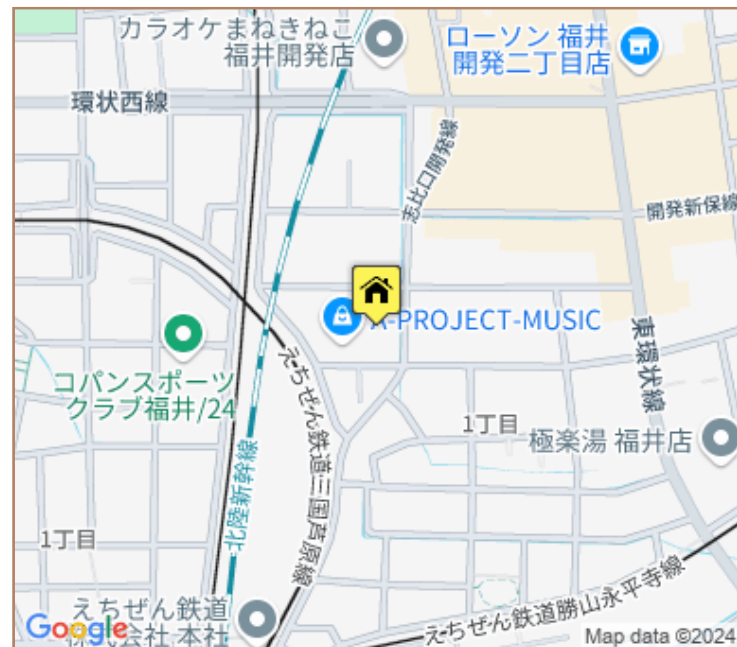 カラオケまねきねこ
福井開発店
ローソン 福井
開発二丁目店
環状西線
志比口開発線
開発新保線
A-PROJECT-MUSIC
東環状線
コパンスポーツ
クラブ福井/24
えちぜん鉄道三国芦原線
北陸新幹線
1丁目
極楽湯 福井店
1丁目
えちぜん鉄道
株式会社 本社
えちぜん鉄道勝山永平寺線
Google
Map data ©2024